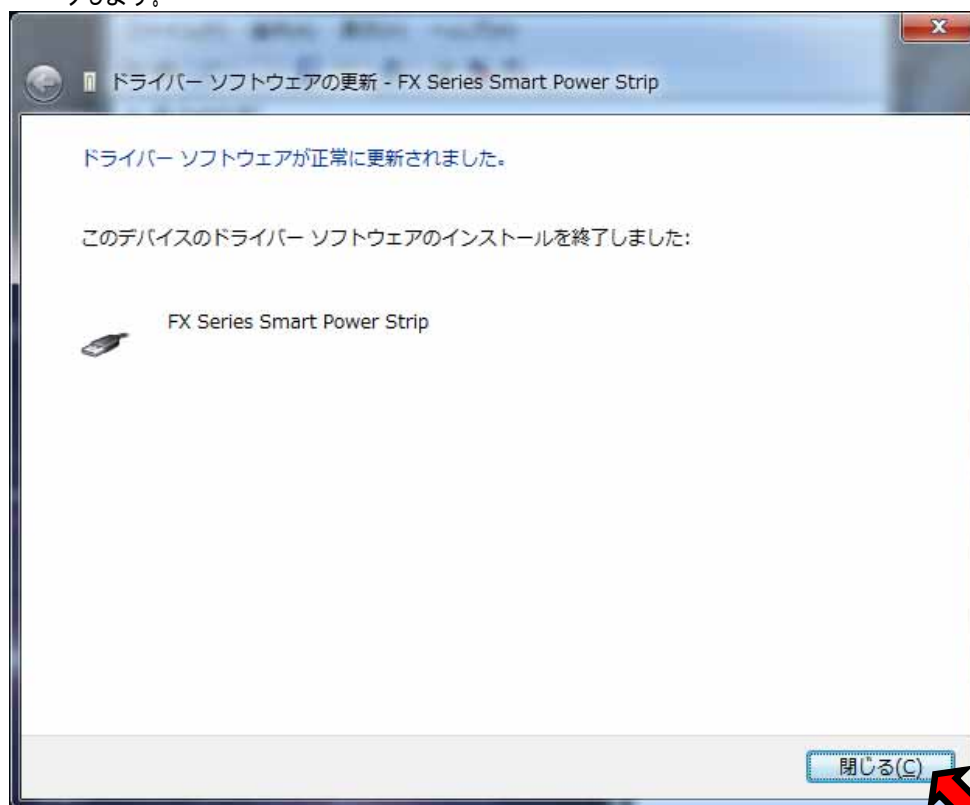 ドライバー ソフトウェアの更新 - FX Series Smart Power Strip
ドライバー ソフトウェアが正常に更新されました。
このデバイスのドライバー ソフトウェアのインストールを終了しました:
FX Series Smart Power Strip
閉じる(C)